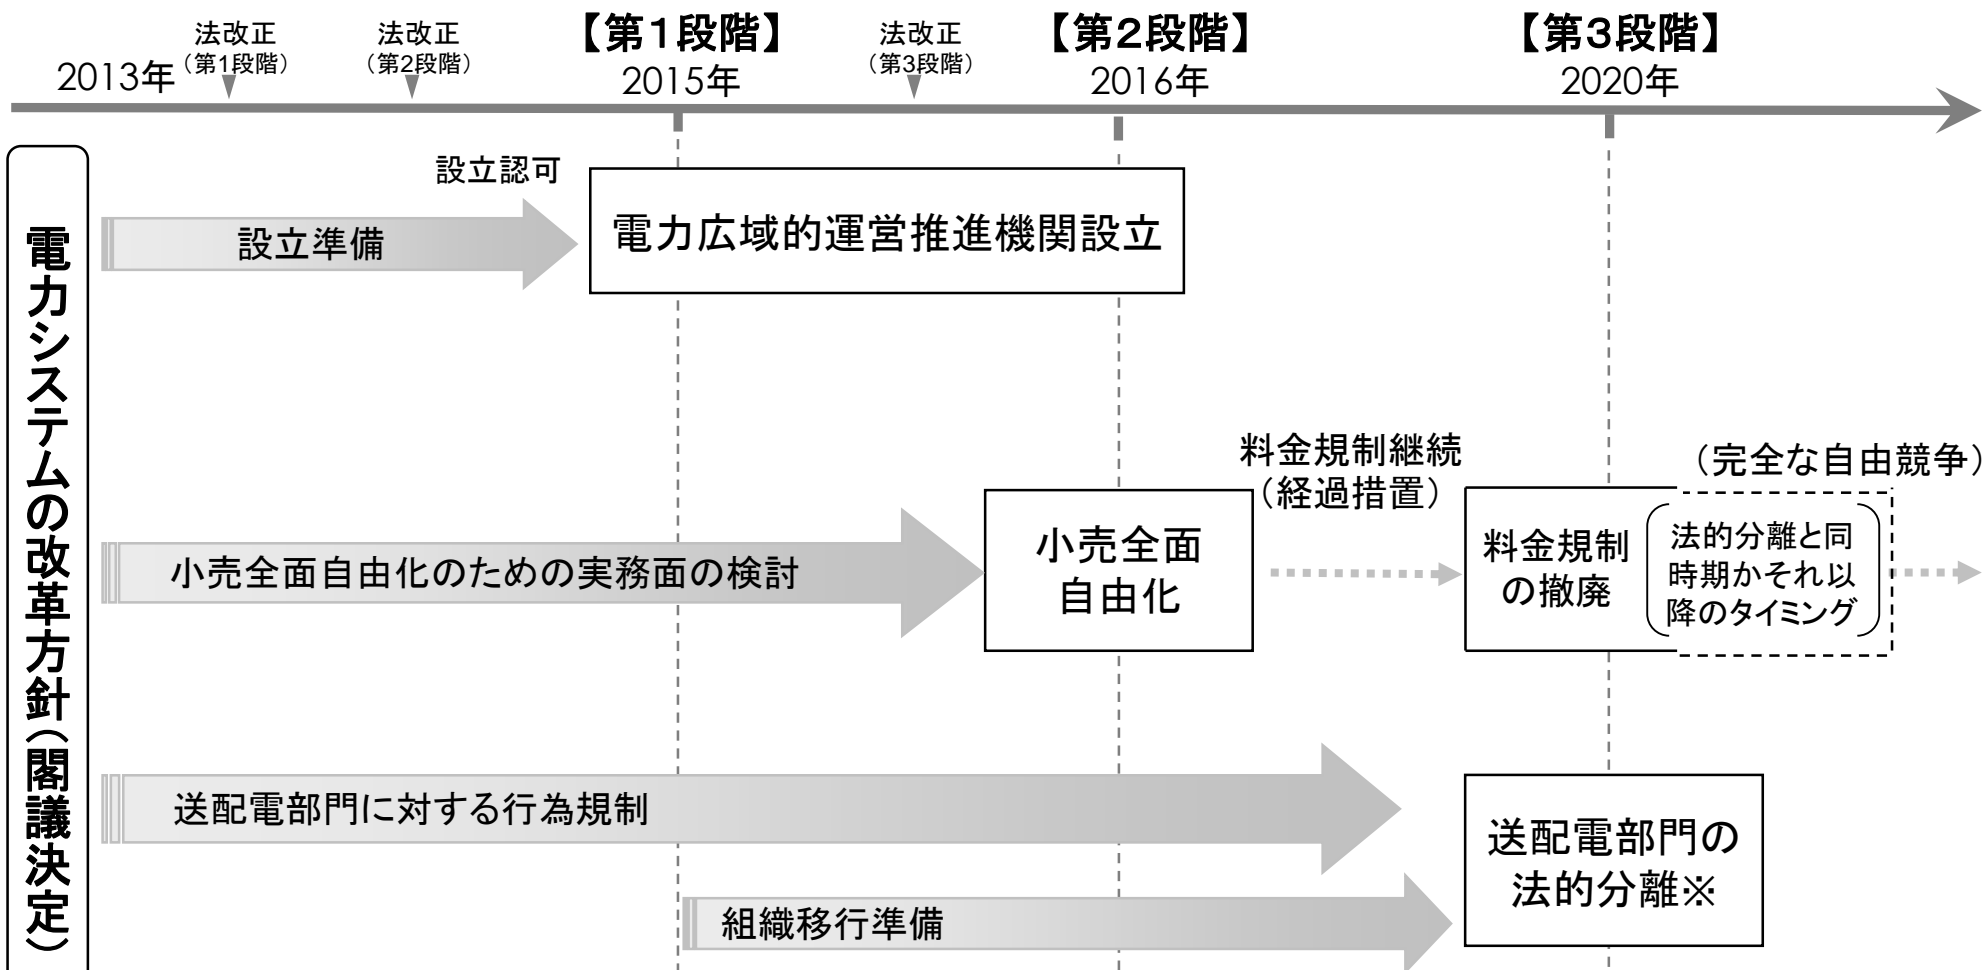 【第1段階】
【第2段階】
【第3段階】
法改正
(第1段階)
法改正
(第2段階)
法改正
(第3段階)
2013年
2015年
2016年
2020年
電力システムの改革方針(閣議決定)
設立認可
設立準備
電力広域的運営推進機関設立
小売全面自由化のための実務面の検討
小売全面
自由化
料金規制継続
(経過措置)
(完全な自由競争)
料金規制
の撤廃
法的分離と同
時期かそれ以
降のタイミング
送配電部門に対する行為規制
組織移行準備
送配電部門の
法的分離※